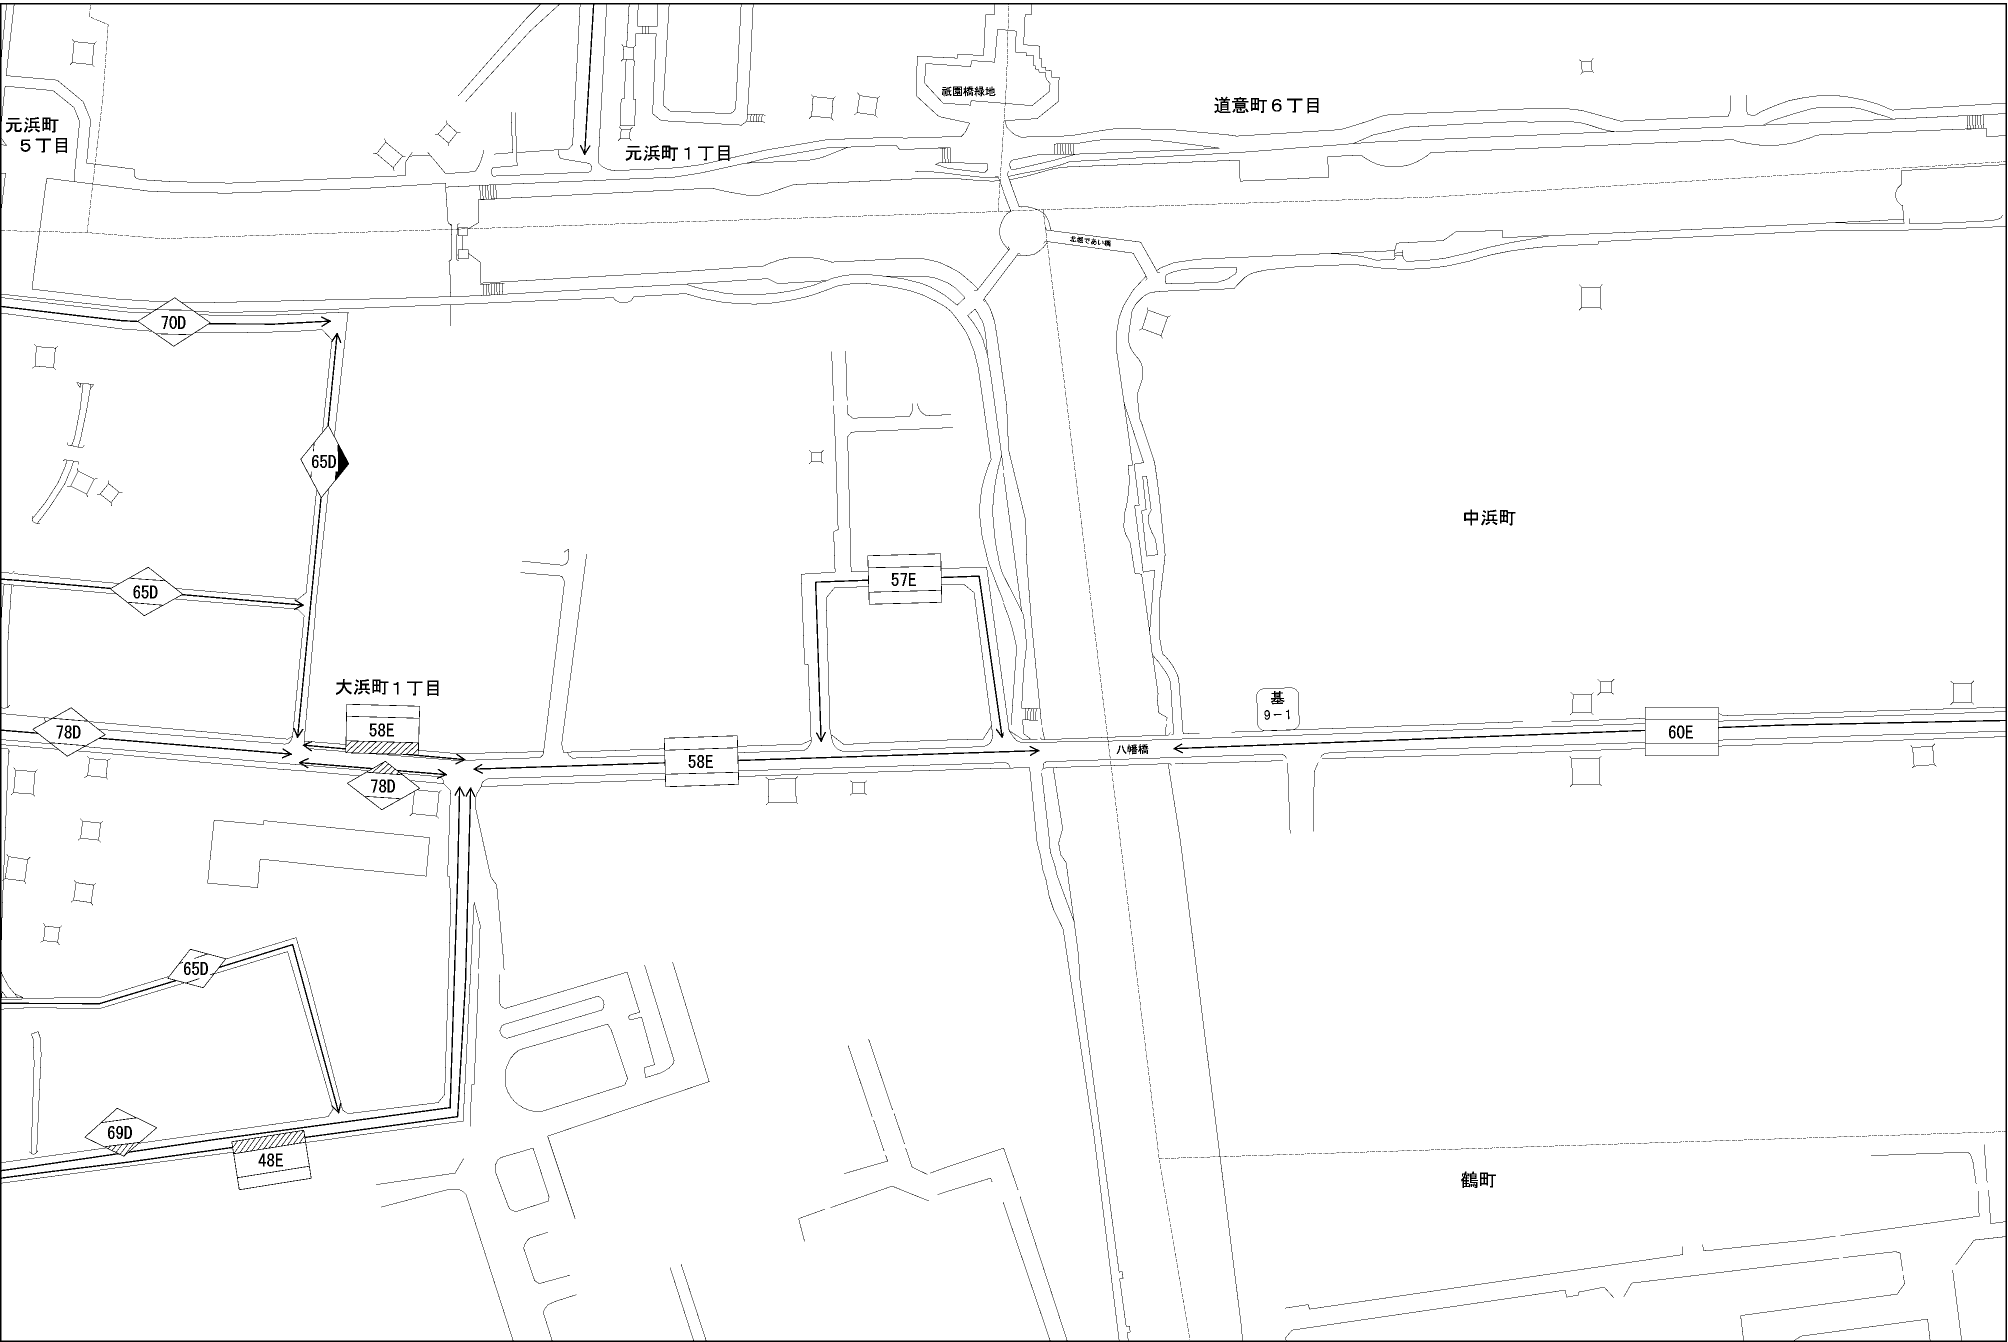 祇園橋緑地
道意町６丁目
元浜町
５丁目
元浜町１丁目
70D
65D
57E
中浜町
65D
大浜町１丁目
基
9-1
58E
78D
60E
八幡橋
58E
78D
65D
69D
48E
鶴町